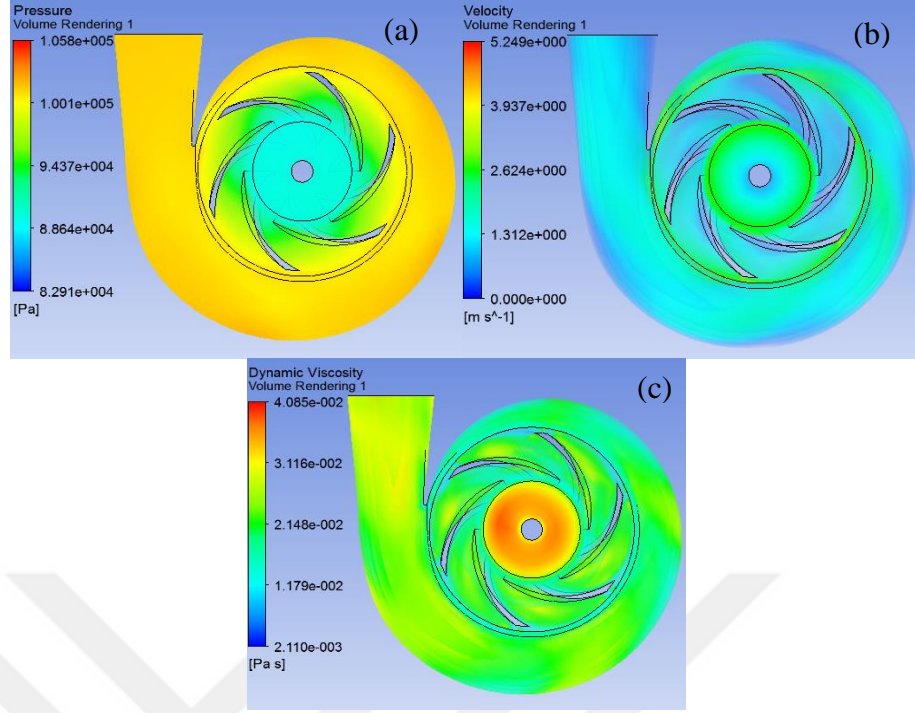 Pressure
Volume Rendering 1
(a)
1.058e+005
1.001e+005
9.437e+004
8.864e+004
8.291e+004
[Pa]
Velocity
Volume Rendering 1
(b)
5.249e+000
3.937e+000
2.624e+000
1.312e+000
0.000e+000
[m s^-1]
Dynamic Viscosity
Volume Rendering 1
(c)
4.085e-002
3.116e-002
2.148e-002
1.179e-002
2.110e-003
[Pa s]